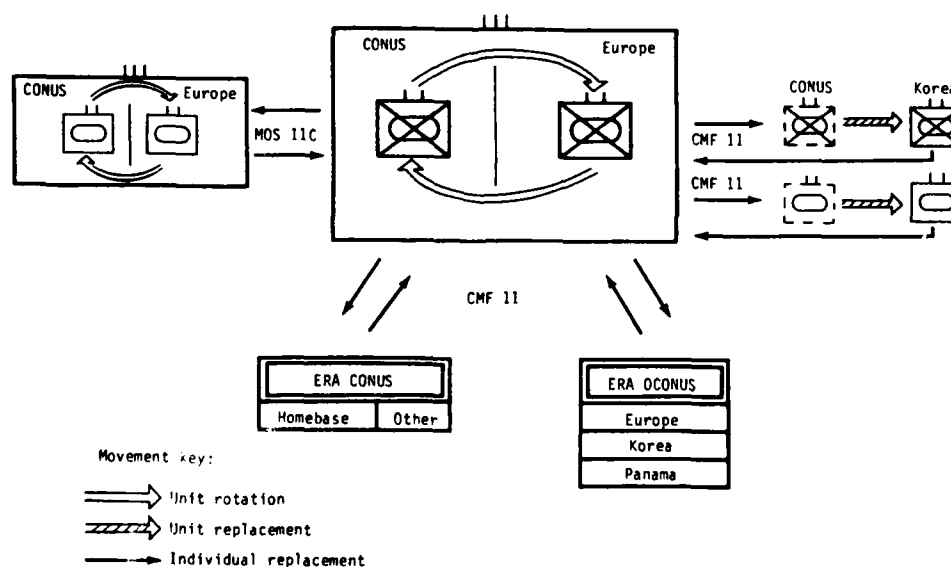 CONUS
Europe
CONUS
Europe
MOS 11C
CMF 11
CONUS
Korea
CMF 11
CMF 11
ERA CONUS
Homebase
Other
ERA OCONUS
Europe
Korea
Panama
Movement key:
Unit rotation
Unit replacement
Individual replacement